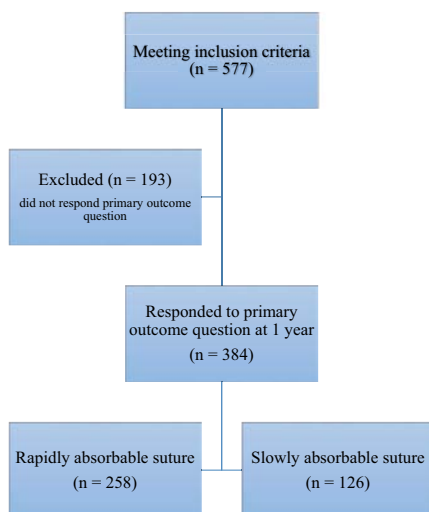 Meeting inclusion criteria
(n = 577)
Excluded (n = 193)
did not respond primary outcome
question
Responded to primary
outcome question at 1 year
(n = 384)
Rapidly absorbable suture
(n = 258)
Slowly absorbable suture
(n = 126)